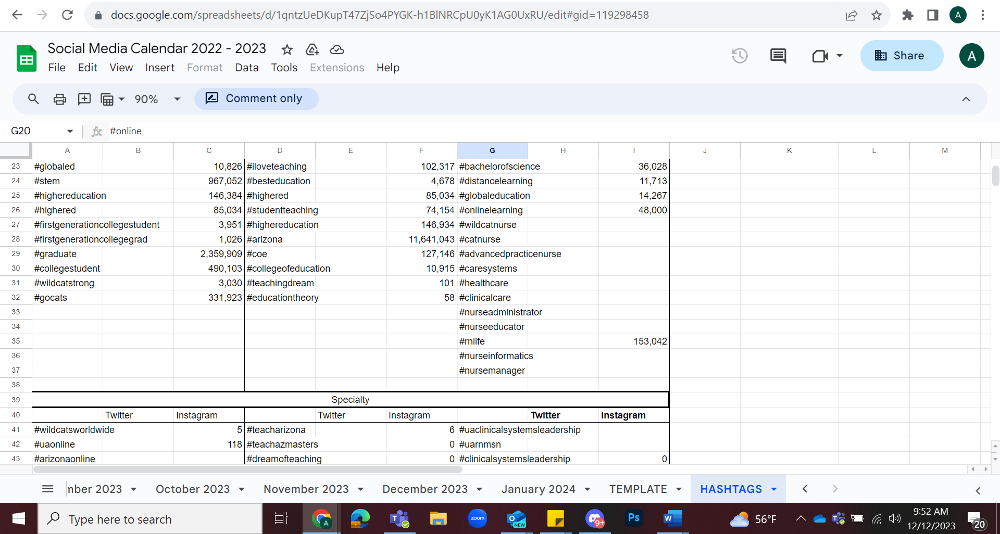 docs.google.com/spreadsheets/d/1qntzUeDKupT47ZjSo4PYGK-h1BlNRCpU0yK1AG0UxRU/edit#gid=119298458
A
Social Media Calendar 2022 - 2023
File Edit View Insert Format Data Tools Extensions Help
Share
A
90%
Comment only
G20
fx #online
A B C D E F G H I J K L M
23 #globaled 10,826 #iloveteaching 102,317 #bachelorofscience 36,028
24 #stem 967,052 #besteducation 4,678 #distancelearning 11,713
25 #highereducation 146,384 #highered 85,034 #globaleducation 14,267
26 #highered 85,034 #studentteaching 74,154 #onlinelearning 48,000
27 #firstgenerationcollegestudent 3,951 #highereducation 146,934 #wildcatnurse
28 #firstgenerationcollegegrad 1,026 #arizona 11,641,043 #catnurse
29 #graduate 2,359,909 #coe 127,146 #advancedpracticenurse
30 #collegestudent 490,103 #collegeofeducation 10,915 #caresystems
31 #wildcatstrong 3,030 #teachingdream 101 #healthcare
32 #gocats 331,923 #educationtheory 58 #clinicalcare
33 #nurseadministrator
34 #nurseeducator
35 #rnlife 153,042
36 #nurseinformatics
37 #nursemanager
38
39 Specialty
40 Twitter Instagram Twitter Instagram Twitter Instagram
41 #wildcatsworldwide 5 #teacharizona 6 #uaclinicalsystemsleadership
42 #uaonline 118 #teachazmasters 0 #uarnmsn
43 #arizonaonline #dreamofteaching 0 #clinicalsystemsleadership 0
nber 2023 October 2023 November 2023 December 2023 January 2024 TEMPLATE HASHTAGS
Type here to search
A
T
zoom
O
NEW
9+
Ps
W
56°F
T
9:52 AM
12/12/2023
20